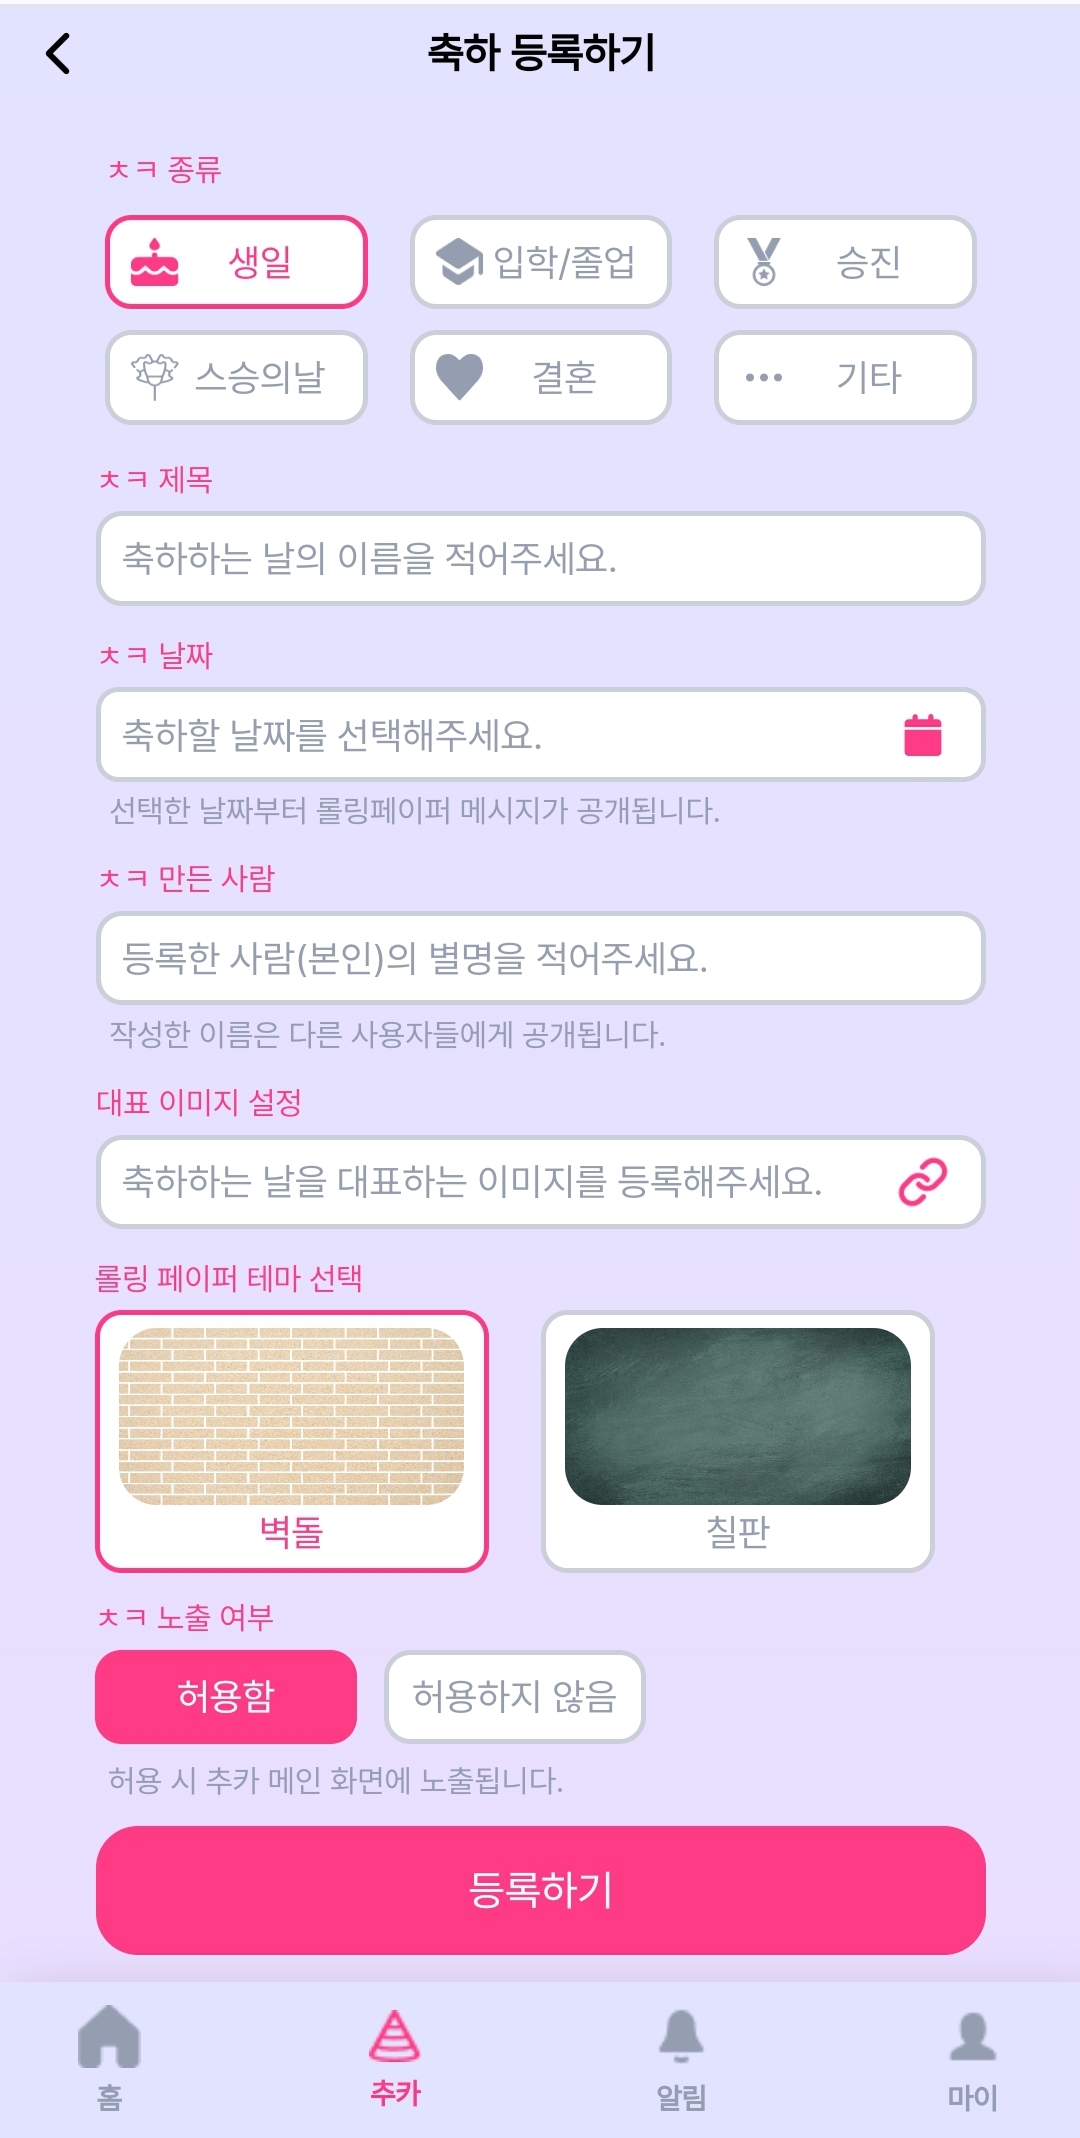 축하 등록하기
ㅊㅋ 종류
생일 입학/졸업 승진
스승의날 결혼 기타
ㅊㅋ 제목
축하하는 날의 이름을 적어주세요.
ㅊㅋ 날짜
축하할 날짜를 선택해주세요.
선택한 날짜부터 롤링페이퍼 메시지가 공개됩니다.
ㅊㅋ 만든 사람
등록한 사람(본인)의 별명을 적어주세요.
작성한 이름은 다른 사용자들에게 공개됩니다.
대표 이미지 설정
축하하는 날을 대표하는 이미지를 등록해주세요.
롤링 페이퍼 테마 선택
벽돌 칠판
ㅊㅋ 노출 여부
허용함 허용하지 않음
허용 시 추카 메인 화면에 노출됩니다.
등록하기
홈 추카 알림 마이